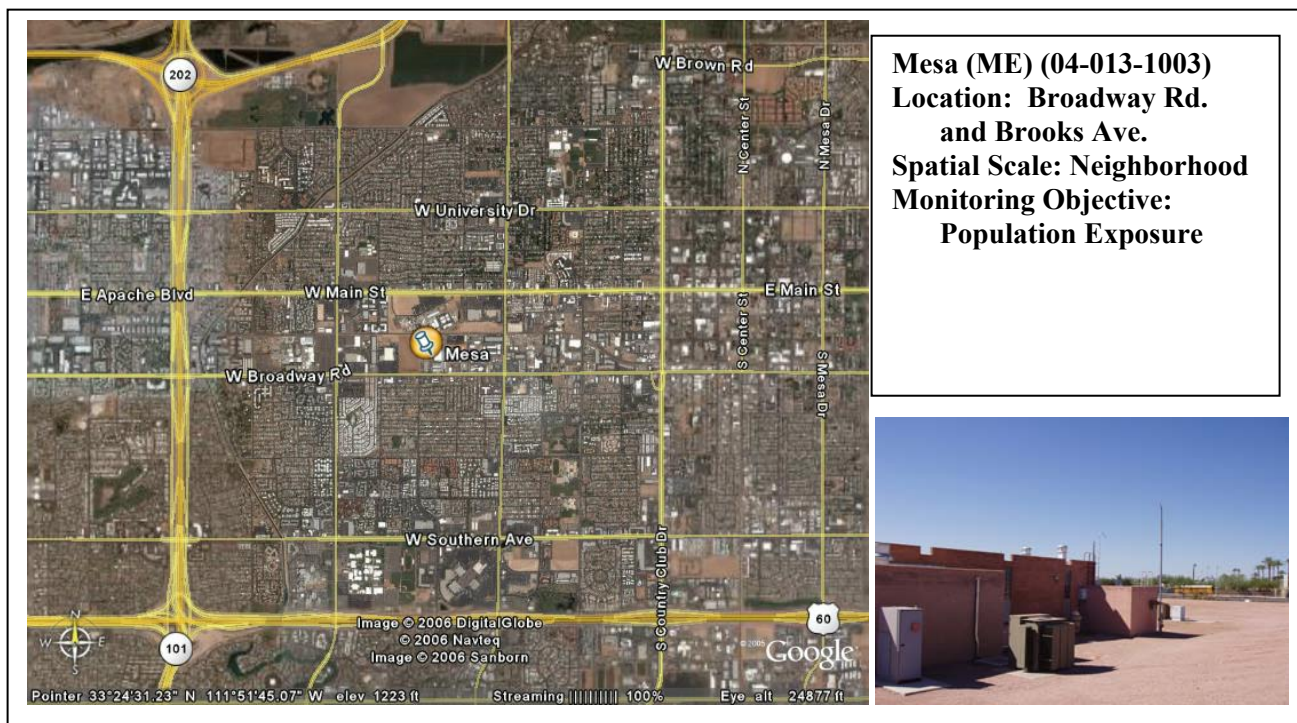 202
W Brown Rd
N Center St
N Mesa Dr
W University Dr
E Apache Blvd
W Main St
E Main St
Mesa
W Broadway Rd
S Center St
S Mesa Dr
W Southern Ave
S Country Club Dr
N
W E
S
101
60
Image © 2006 DigitalGlobe
© 2006 Navteq
Image © 2006 Sanborn
© 2005
Google
Pointer 33°24'31.23" N 111°51'45.07" W elev 1223 ft Streaming |||||||||| 100% Eye alt 24877 ft
Mesa (ME) (04-013-1003)
Location: Broadway Rd.
and Brooks Ave.
Spatial Scale: Neighborhood
Monitoring Objective:
Population Exposure